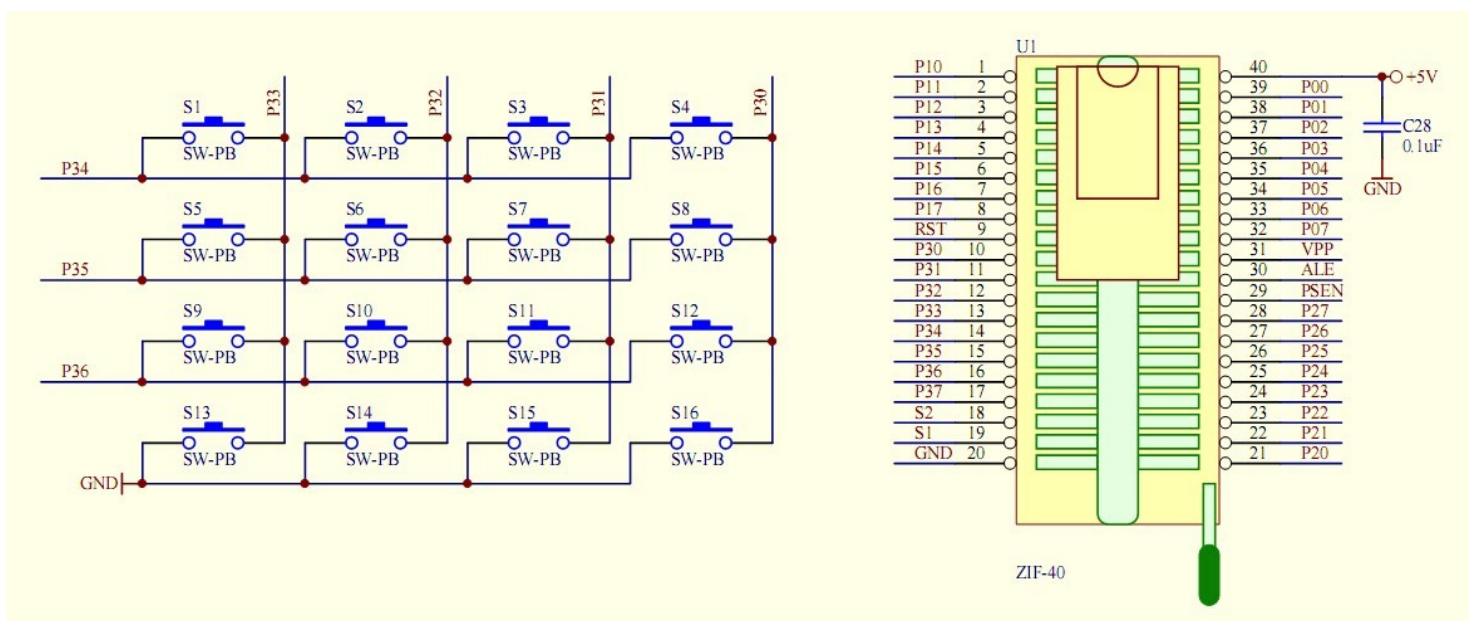 P33 P32 P31 P30
S1 S2 S3 S4
SW-PB SW-PB SW-PB SW-PB
P34
S5 S6 S7 S8
SW-PB SW-PB SW-PB SW-PB
P35
S9 S10 S11 S12
SW-PB SW-PB SW-PB SW-PB
P36
S13 S14 S15 S16
SW-PB SW-PB SW-PB SW-PB
GND
U1
P10 1 40 +5V
P11 2 39 P00
P12 3 38 P01
P13 4 37 P02
P14 5 36 P03
P15 6 35 P04
P16 7 34 P05
P17 8 33 P06
RST 9 32 P07
P30 10 31 VPP
P31 11 30 ALE
P32 12 29 PSEN
P33 13 28 P27
P34 14 27 P26
P35 15 26 P25
P36 16 25 P24
P37 17 24 P23
S2 18 23 P22
S1 19 22 P21
GND 20 21 P20
C28
0.1uF
GND
ZIF-40